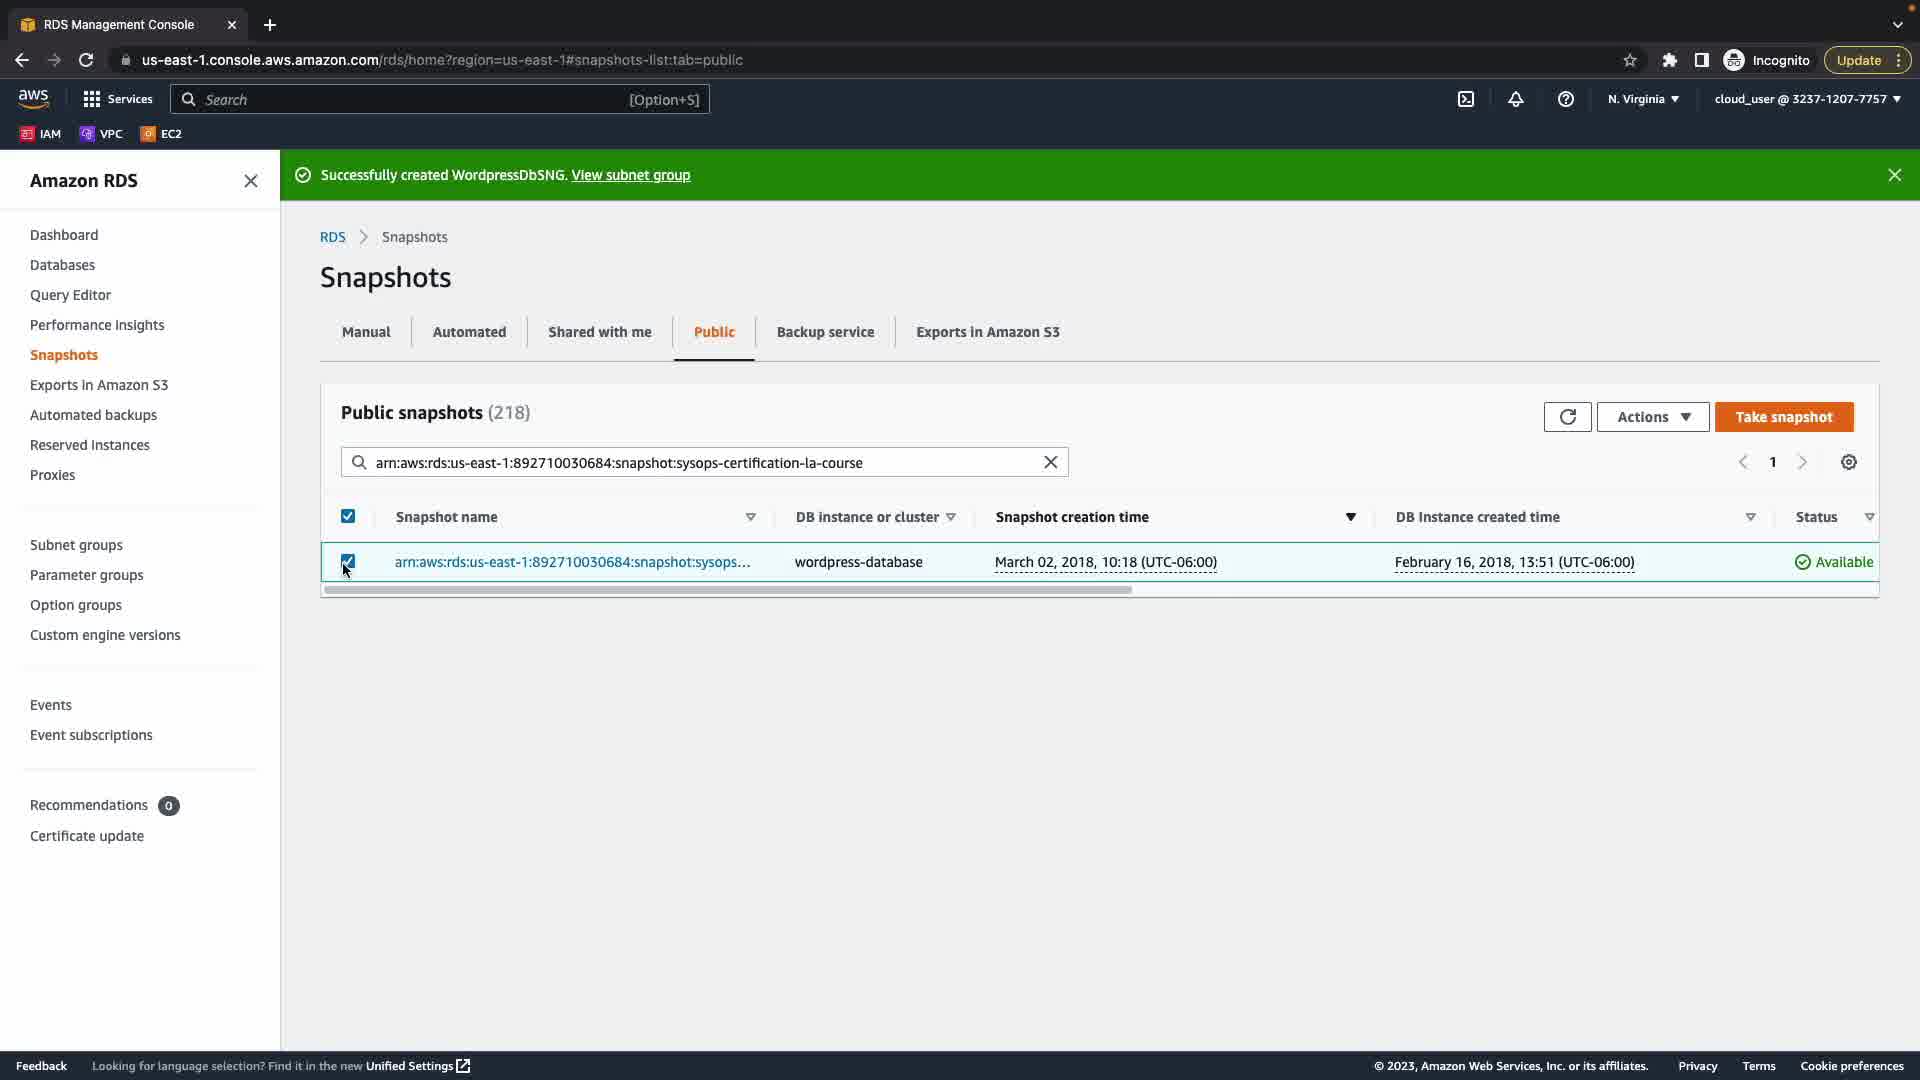 RDS Management Console
us-east-1.console.aws.amazon.com/rds/home?region=us-east-1#snapshots-list:tab=public
Incognito
Update
aws
Services
Search
[Option+S]
N. Virginia
cloud_user @ 3237-1207-7757
IAM
VPC
EC2
Amazon RDS
Successfully created WordpressDbSNG. View subnet group
Dashboard
Databases
Query Editor
Performance insights
Snapshots
Exports in Amazon S3
Automated backups
Reserved instances
Proxies
Subnet groups
Parameter groups
Option groups
Custom engine versions
Events
Event subscriptions
Recommendations 0
Certificate update
RDS > Snapshots
Snapshots
Manual
Automated
Shared with me
Public
Backup service
Exports in Amazon S3
Public snapshots (218)
Actions
Take snapshot
arn:aws:rds:us-east-1:892710030684:snapshot:sysops-certification-la-course
1
Snapshot name
DB instance or cluster
Snapshot creation time
DB Instance created time
Status
arn:aws:rds:us-east-1:892710030684:snapshot:sysops...
wordpress-database
March 02, 2018, 10:18 (UTC-06:00)
February 16, 2018, 13:51 (UTC-06:00)
Available
Feedback
Looking for language selection? Find it in the new Unified Settings
© 2023, Amazon Web Services, Inc. or its affiliates.
Privacy
Terms
Cookie preferences